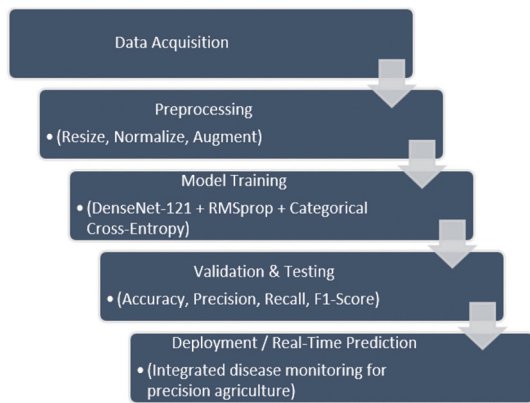 Data Acquisition
Preprocessing
• (Resize, Normalize, Augment)
Model Training
• (DenseNet-121 + RMSprop + Categorical
Cross-Entropy)
Validation & Testing
• (Accuracy, Precision, Recall, F1-Score)
Deployment / Real-Time Prediction
• (Integrated disease monitoring for
precision agriculture)